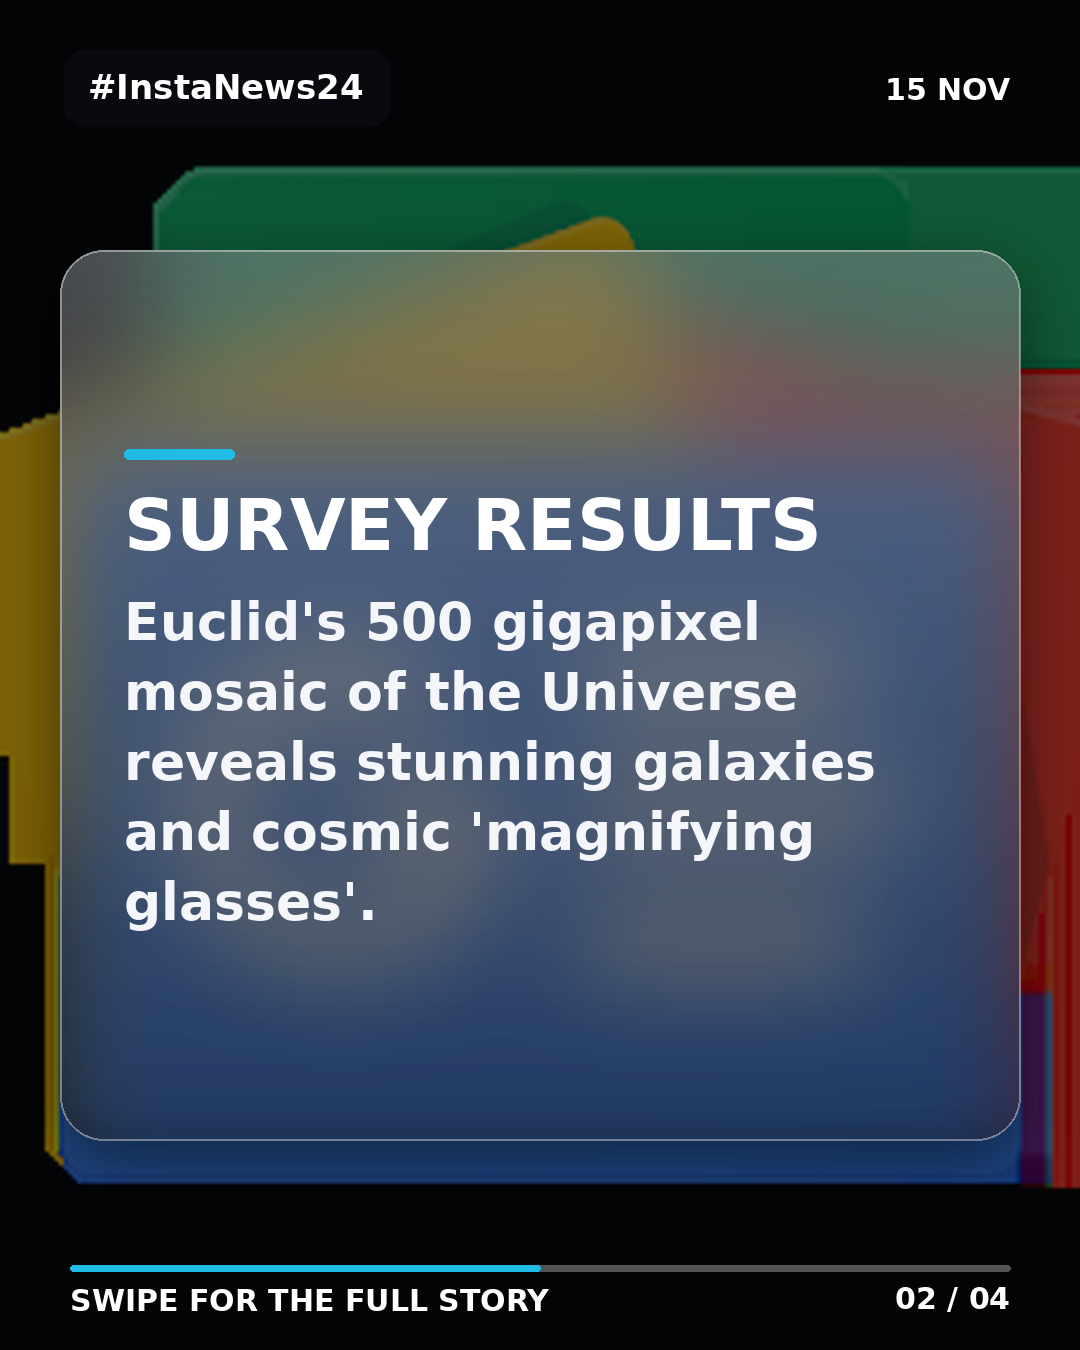 #InstaNews24
15 NOV
SURVEY RESULTS
Euclid's 500 gigapixel
mosaic of the Universe
reveals stunning galaxies
and cosmic 'magnifying
glasses'.
SWIPE FOR THE FULL STORY
02 / 04